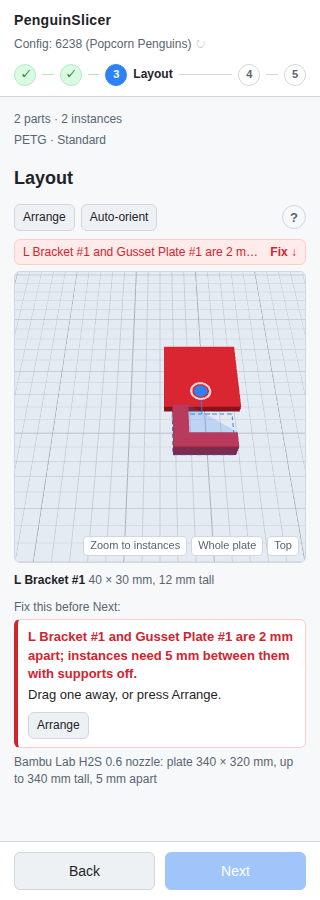 PenguinSlicer
Config: 6238 (Popcorn Penguins)
3 Layout 4 5
2 parts · 2 instances
PETG · Standard
Layout
Arrange Auto-orient ?
L Bracket #1 and Gusset Plate #1 are 2 m… Fix ↓
Zoom to instances Whole plate Top
L Bracket #1 40 × 30 mm, 12 mm tall
Fix this before Next:
L Bracket #1 and Gusset Plate #1 are 2 mm
apart; instances need 5 mm between them
with supports off.
Drag one away, or press Arrange.
Arrange
Bambu Lab H2S 0.6 nozzle: plate 340 × 320 mm, up
to 340 mm tall, 5 mm apart
Back Next